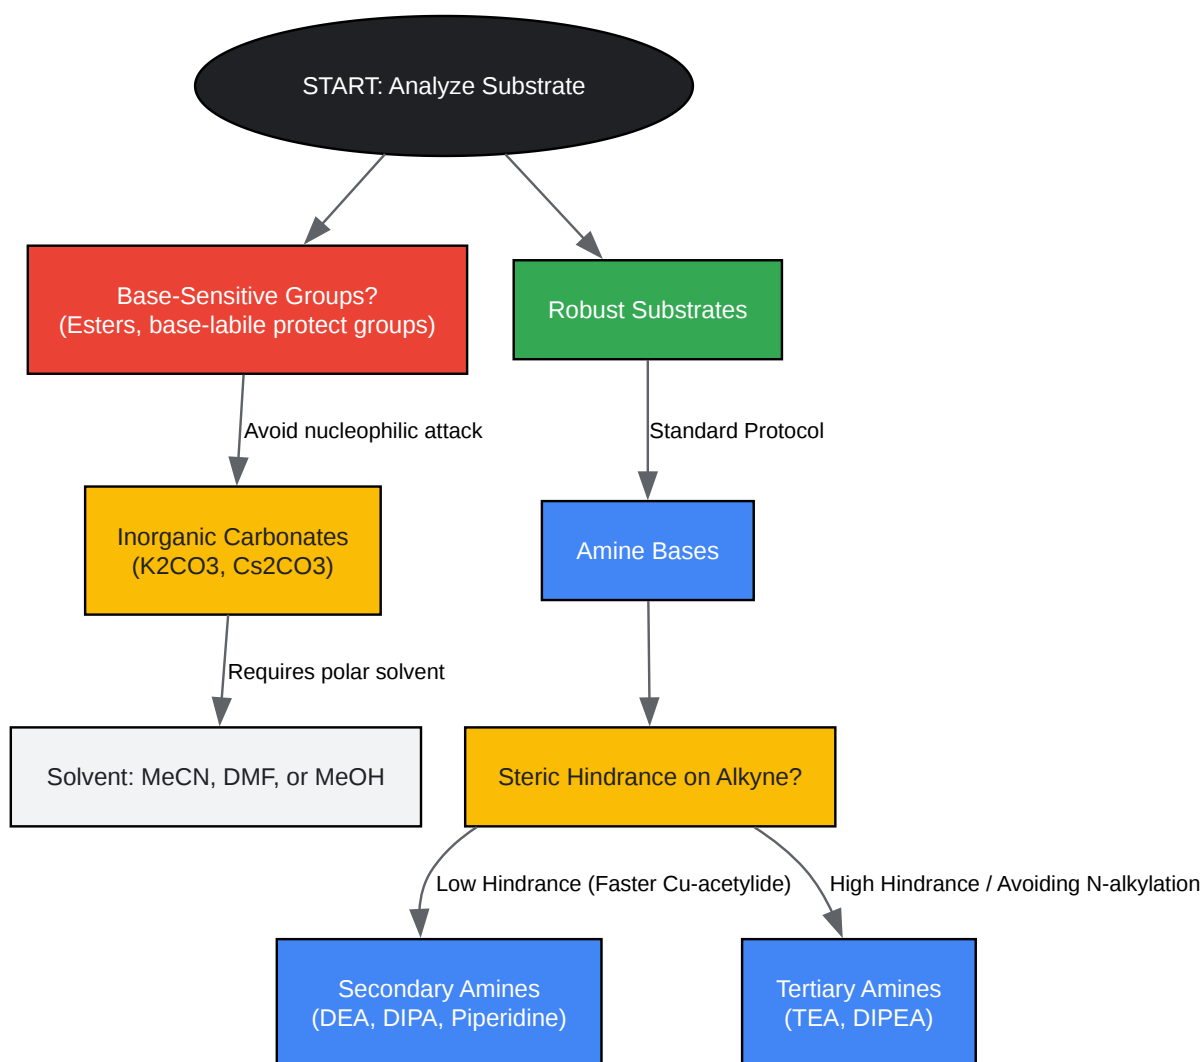 START: Analyze Substrate
Base-Sensitive Groups?
(Esters, base-labile protect groups)
Robust Substrates
Avoid nucleophilic attack
Standard Protocol
Inorganic Carbonates
(K2CO3, Cs2CO3)
Amine Bases
Requires polar solvent
Solvent: MeCN, DMF, or MeOH
Steric Hindrance on Alkyne?
Low Hindrance (Faster Cu-acetylide)
High Hindrance / Avoiding N-alkylation
Secondary Amines
(DEA, DIPA, Piperidine)
Tertiary Amines
(TEA, DIPEA)